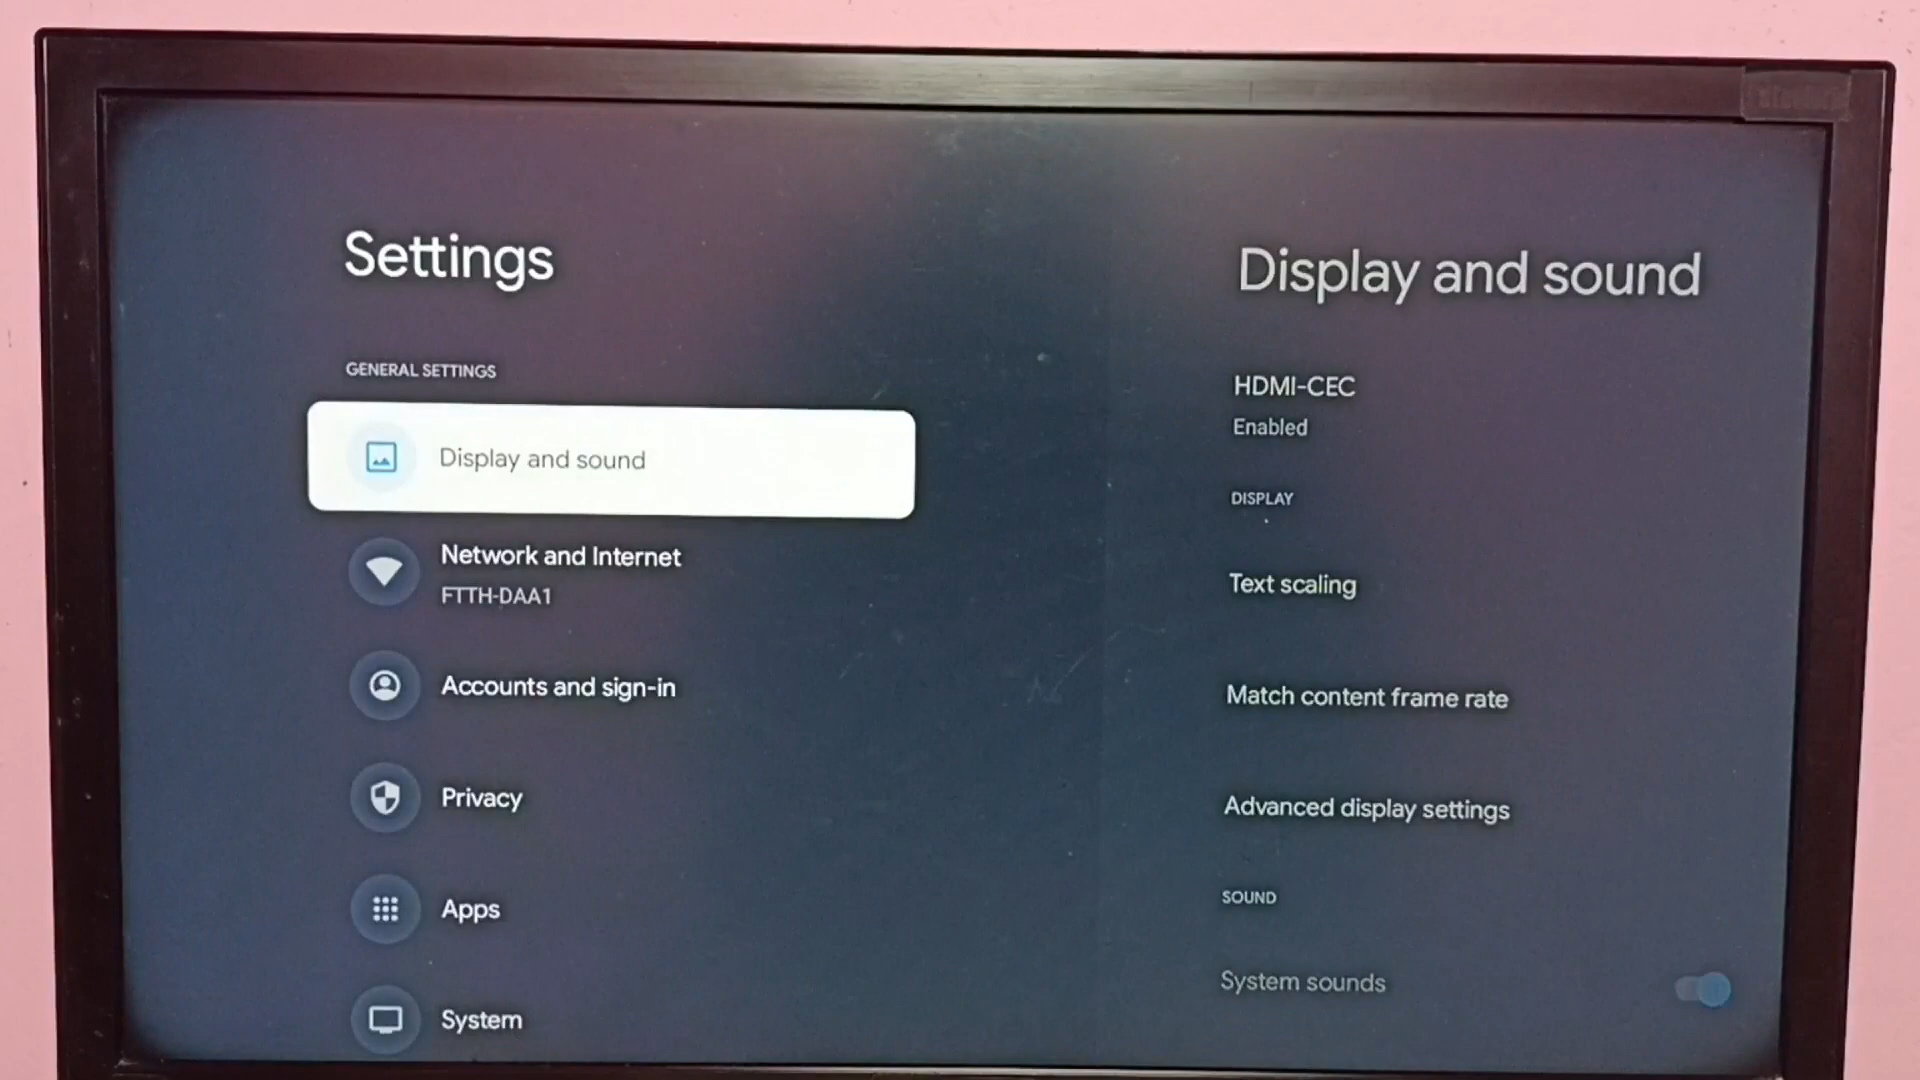 Settings
GENERAL SETTINGS
Display and sound
Network and Internet
FTTH-DAA1
Accounts and sign-in
Privacy
Apps
System
Display and sound
HDMI-CEC
Enabled
DISPLAY
Text scaling
Match content frame rate
Advanced display settings
SOUND
System sounds